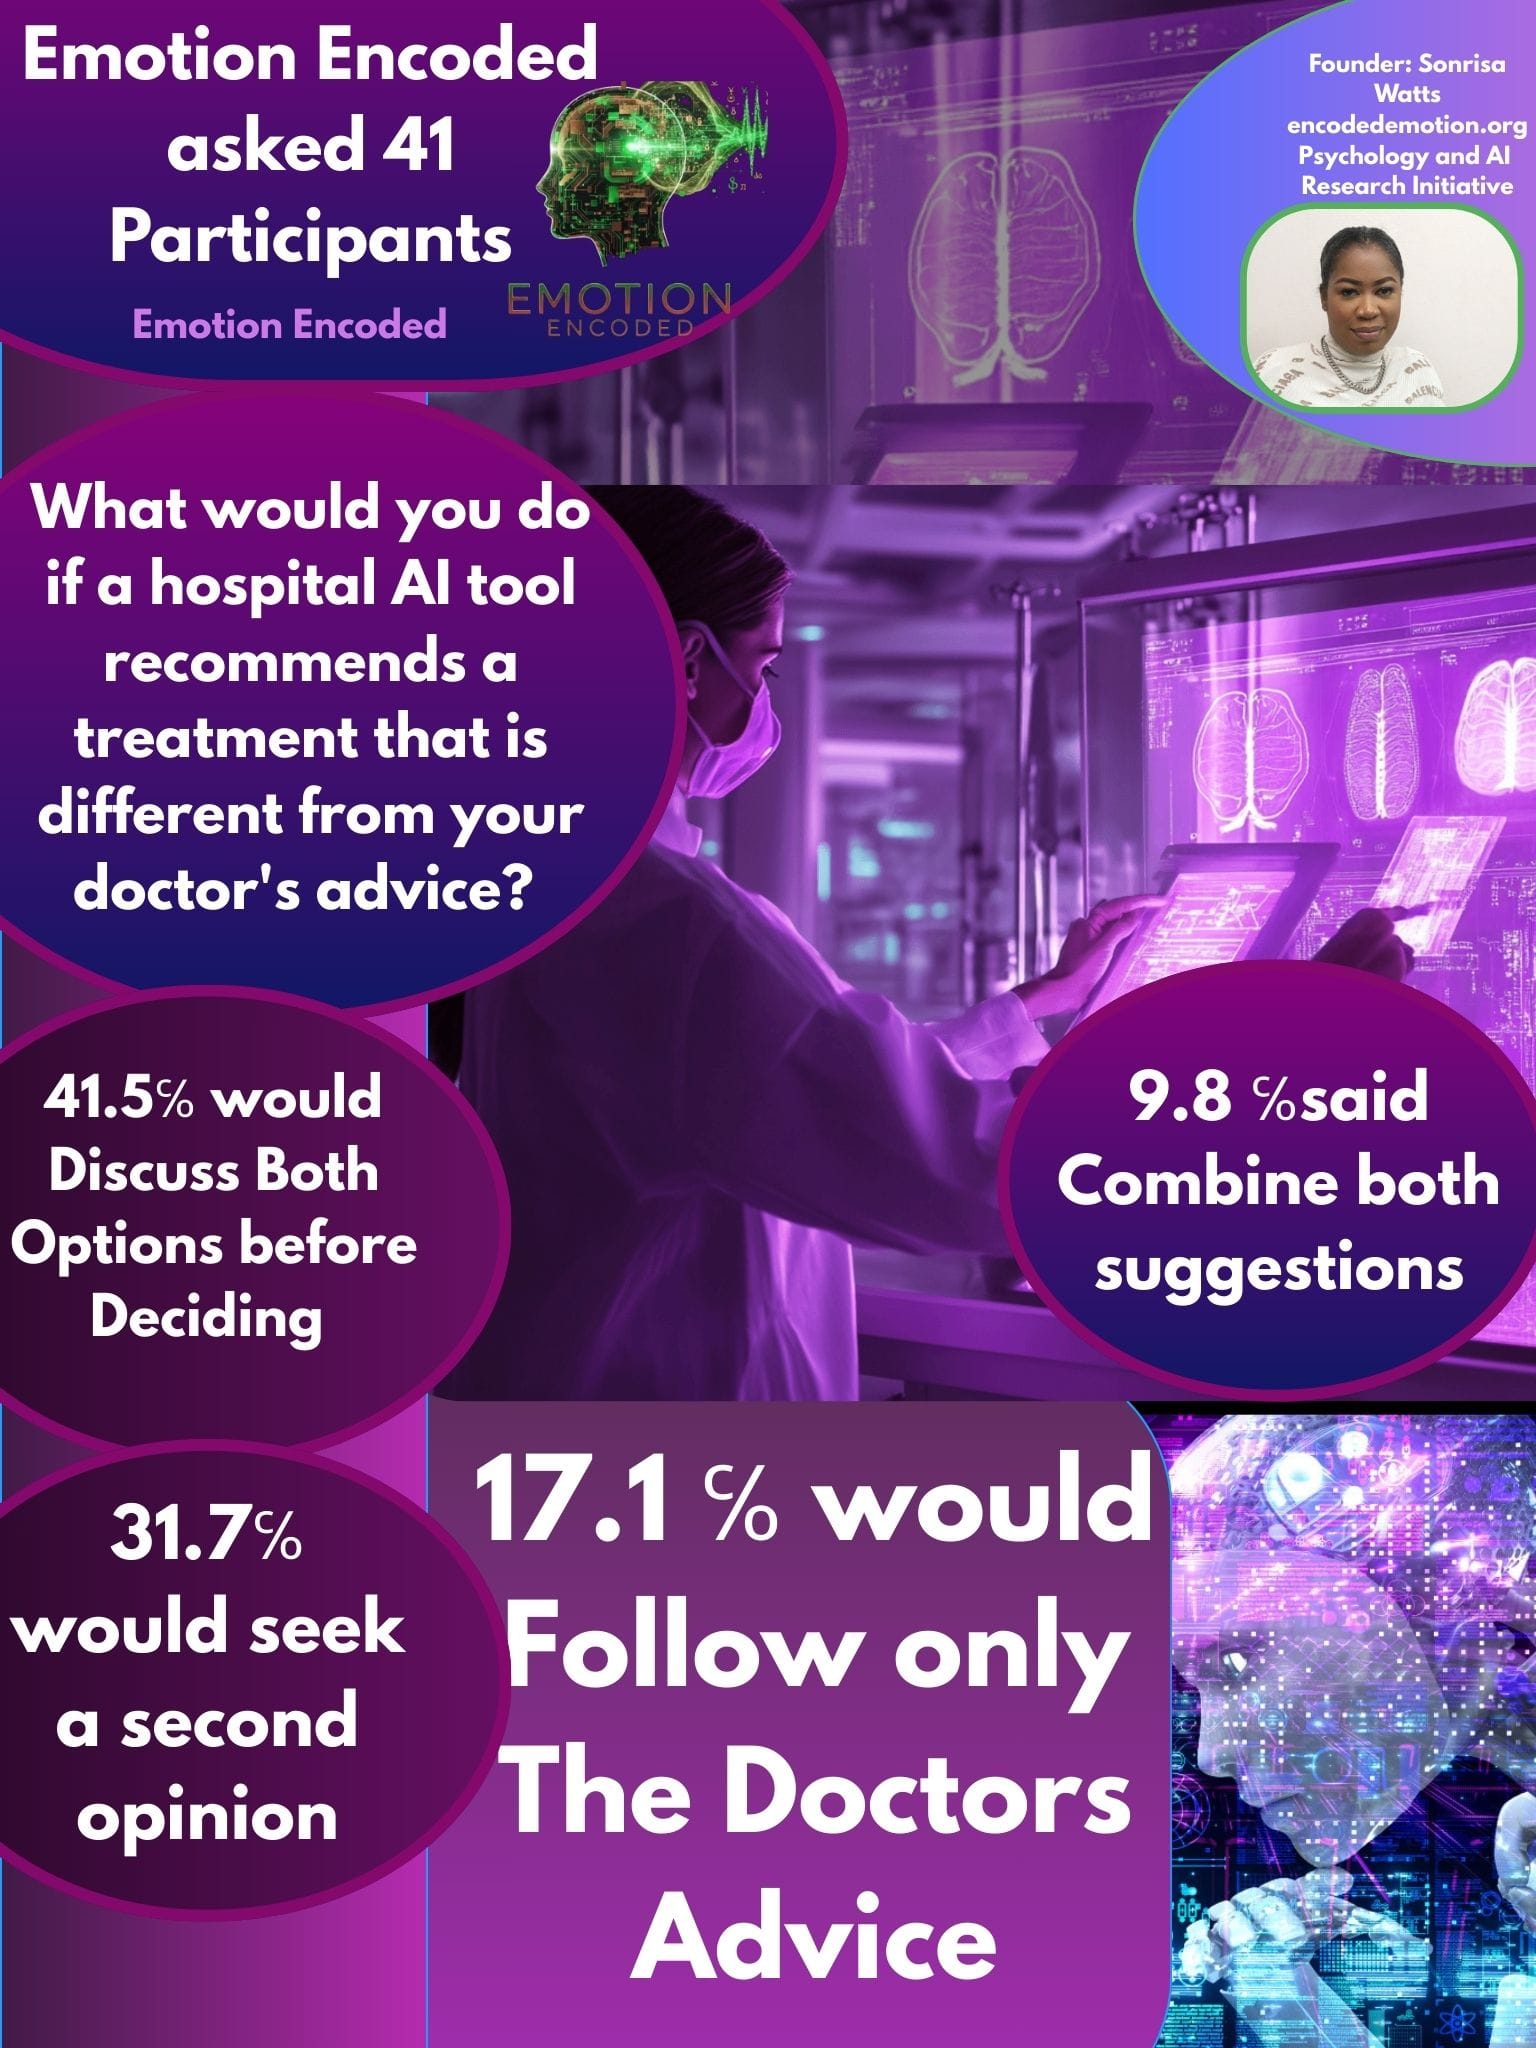 Emotion Encoded
asked 41
Participants
Emotion Encoded
EMOTION
ENCODED
Founder: Sonrisa
Watts
encodedemotion.org
Psychology and AI
Research Initiative
What would you do
if a hospital AI tool
recommends a
treatment that is
different from your
doctor's advice?
41.5℅ would
Discuss Both
Options before
Deciding
9.8 ℅said
Combine both
suggestions
31.7℅
would seek
a second
opinion
17.1 ℅ would
Follow only
The Doctors
Advice